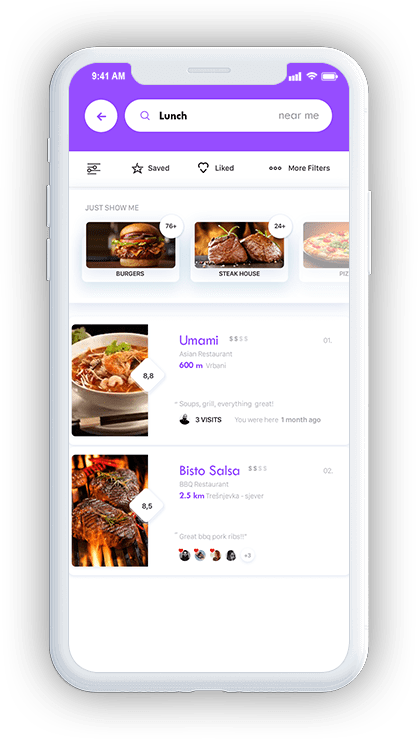 9:41 AM
Lunch near me
Saved Liked More Filters
JUST SHOW ME
76+ 24+
BURGERS STEAK HOUSE PIZ
Umami $$$$ 01.
Asian Restaurant
600 m Vrbani
8,8
" Soups, grill, everything great!
3 VISITS You were here 1 month ago
Bisto Salsa $$$$ 02.
BBQ Restaurant
2.5 km Trešnjevka - sjever
8,5
" Great bbq pork ribs!!"
+3